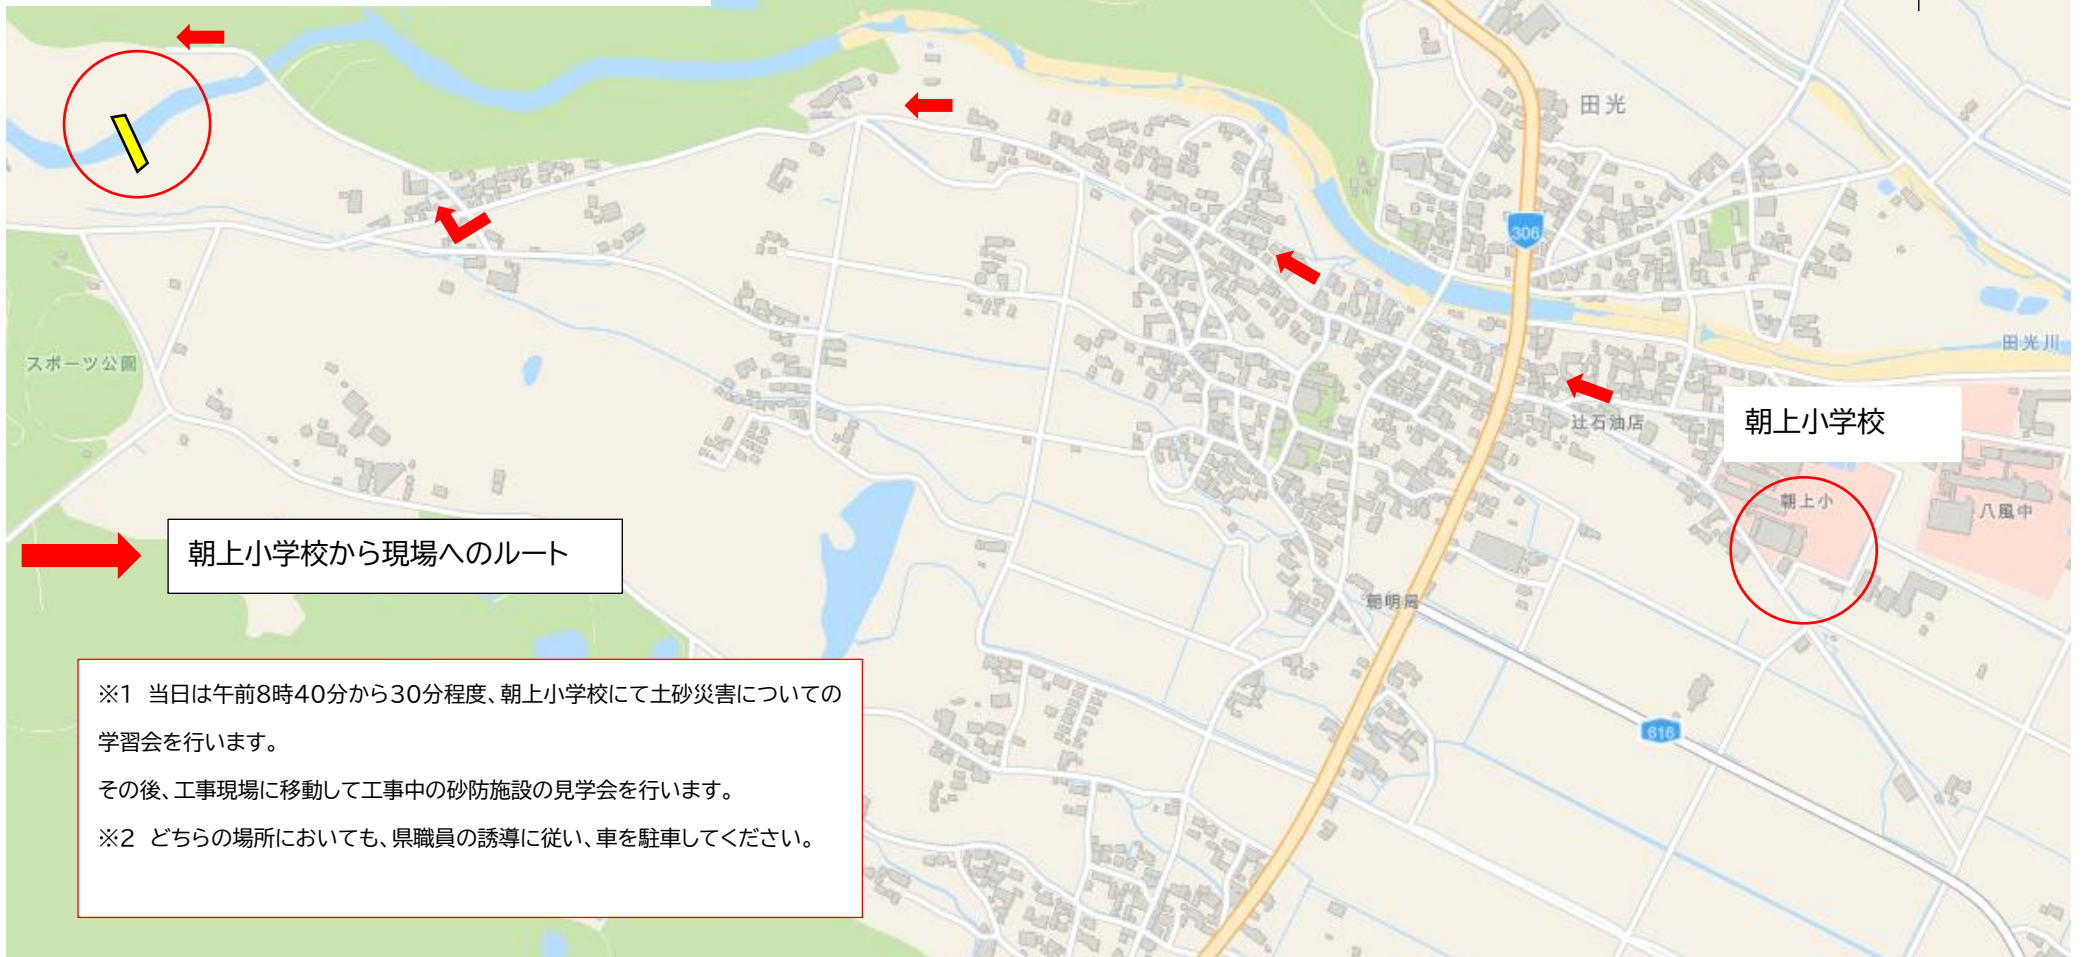 田光
306
田光川
スポーツ公園
辻石油店
朝上小学校
朝上小
八風中
朝上小学校から現場へのルート
朝明局
616
※1 当日は午前8時40分から30分程度、朝上小学校にて土砂災害についての
学習会を行います。
その後、工事現場に移動して工事中の砂防施設の見学会を行います。
※2 どちらの場所においても、県職員の誘導に従い、車を駐車してください。